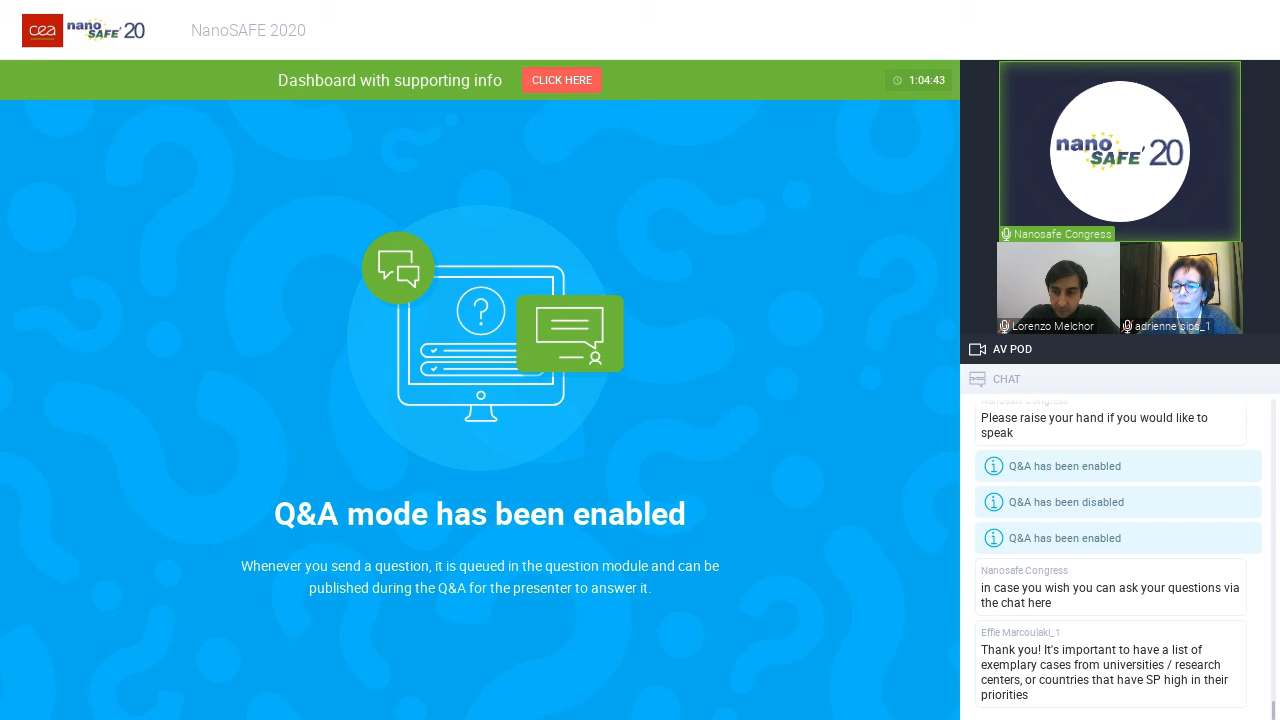 cea nano SAFE' 20
NanoSAFE 2020
Dashboard with supporting info
CLICK HERE
1:04:43
nano SAFE' 20
Nanosafe Congress
Lorenzo Melchor
adrienne sips_1
AV POD
CHAT
Nanosafe Congress
Please raise your hand if you would like to
speak
Q&A has been enabled
Q&A has been disabled
Q&A has been enabled
Nanosafe Congress
in case you wish you can ask your questions via
the chat here
Effie Marcoulaki_1
Thank you! It's important to have a list of
exemplary cases from universities / research
centers, or countries that have SP high in their
priorities
Q&A mode has been enabled
Whenever you send a question, it is queued in the question module and can be
published during the Q&A for the presenter to answer it.